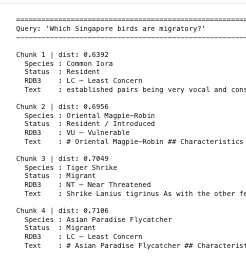 ================================================
Query: 'Which Singapore birds are migratory?'
================================================
Chunk 1 | dist: 0.6392
Species : Common Iora
Status : Resident
RDB3 : LC – Least Concern
Text : established pairs being very vocal and cons
Chunk 2 | dist: 0.6956
Species : Oriental Magpie–Robin
Status : Resident / Introduced
RDB3 : VU – Vulnerable
Text : # Oriental Magpie–Robin ## Characteristics
Chunk 3 | dist: 0.7049
Species : Tiger Shrike
Status : Migrant
RDB3 : NT – Near Threatened
Text : Shrike Lanius tigrinus As with the other fe
Chunk 4 | dist: 0.7106
Species : Asian Paradise Flycatcher
Status : Migrant
RDB3 : LC – Least Concern
Text : # Asian Paradise Flycatcher ## Characterist